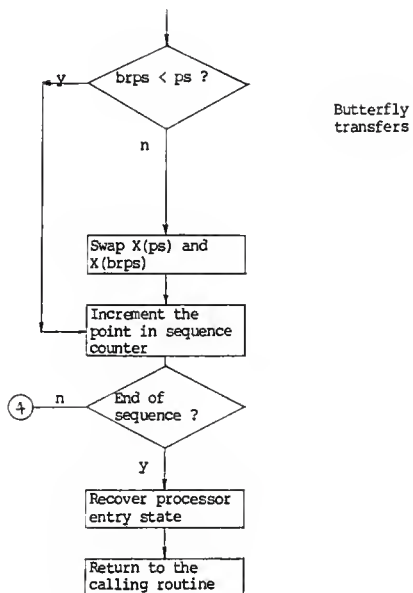 brps < ps ?
y
Butterfly
transfers
n
Swap X(ps) and
X(brps)
Increment the
point in sequence
counter
End of
sequence ?
n
4
y
Recover processor
entry state
Return to the
calling routine